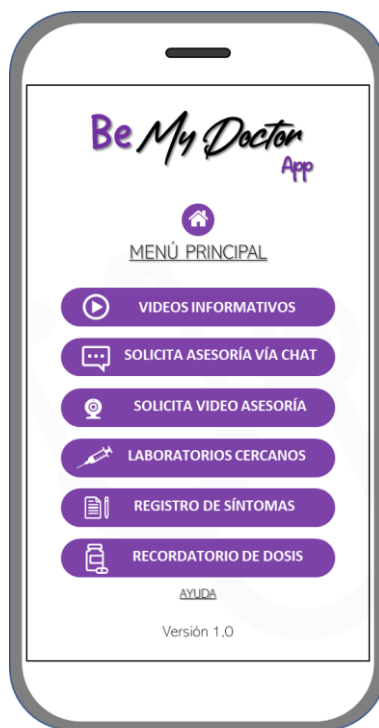 Be My Doctor
App
MENÚ PRINCIPAL
VIDEOS INFORMATIVOS
SOLICITA ASESORÍA VÍA CHAT
SOLICITA VIDEO ASESORÍA
LABORATORIOS CERCANOS
REGISTRO DE SÍNTOMAS
RECORDATORIO DE DOSIS
AYUDA
Versión 1.0